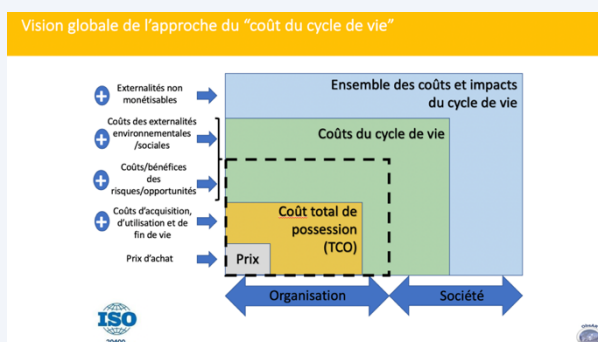 Vision globale de l’approche du “coût du cycle de vie”
Externalités non
monétisables
Ensemble des coûts et impacts
du cycle de vie
Coûts des externalités
environnementales
/sociales
Coûts du cycle de vie
Coûts/bénéfices
des
risques/opportunités
Coûts d’acquisition,
d’utilisation et de
fin de vie
Coût total de
possession
(TCO)
Prix d’achat
Prix
Organisation
Société
ISO